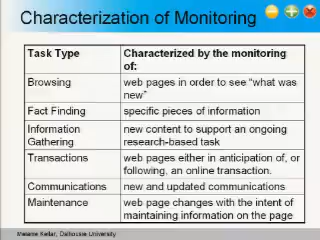 Characterization of Monitoring
Task Type
Characterized by the monitoring
of:
Browsing
web pages in order to see “what was
new”
Fact Finding
specific pieces of information
Information
Gathering
new content to support an ongoing
research-based task
Transactions
web pages either in anticipation of, or
following, an online transaction.
Communications
new and updated communications
Maintenance
web page changes with the intent of
maintaining information on the page
Melanie Kellar, Dalhousie University